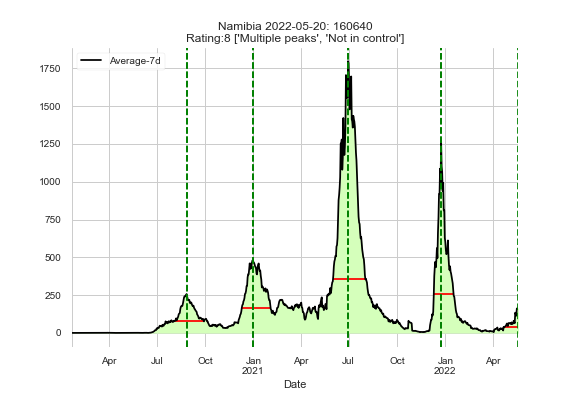 Namibia 2022-05-20: 160640
Rating:8 ['Multiple peaks', 'Not in control']
Average-7d
1750
1500
1250
1000
750
500
250
0
Apr Jul Oct Jan Apr Jul Oct Jan Apr
2021 2022
Date